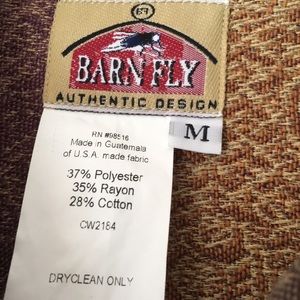 BF
BARN FLY
AUTHENTIC DESIGN
M
RN #98516
Made in Guatemala
of U.S.A. made fabric
37% Polyester
35% Rayon
28% Cotton
CW2184
DRYCLEAN ONLY